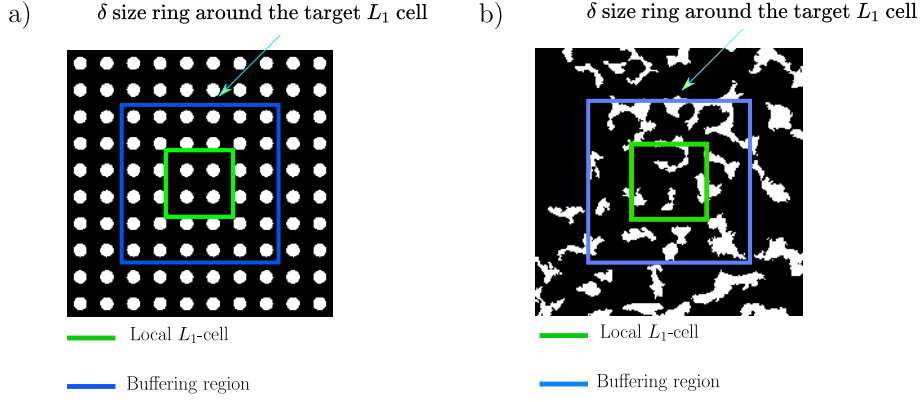 a)
δ size ring around the target L₁ cell
Local L₁-cell
Buffering region
b)
δ size ring around the target L₁ cell
Local L₁-cell
Buffering region